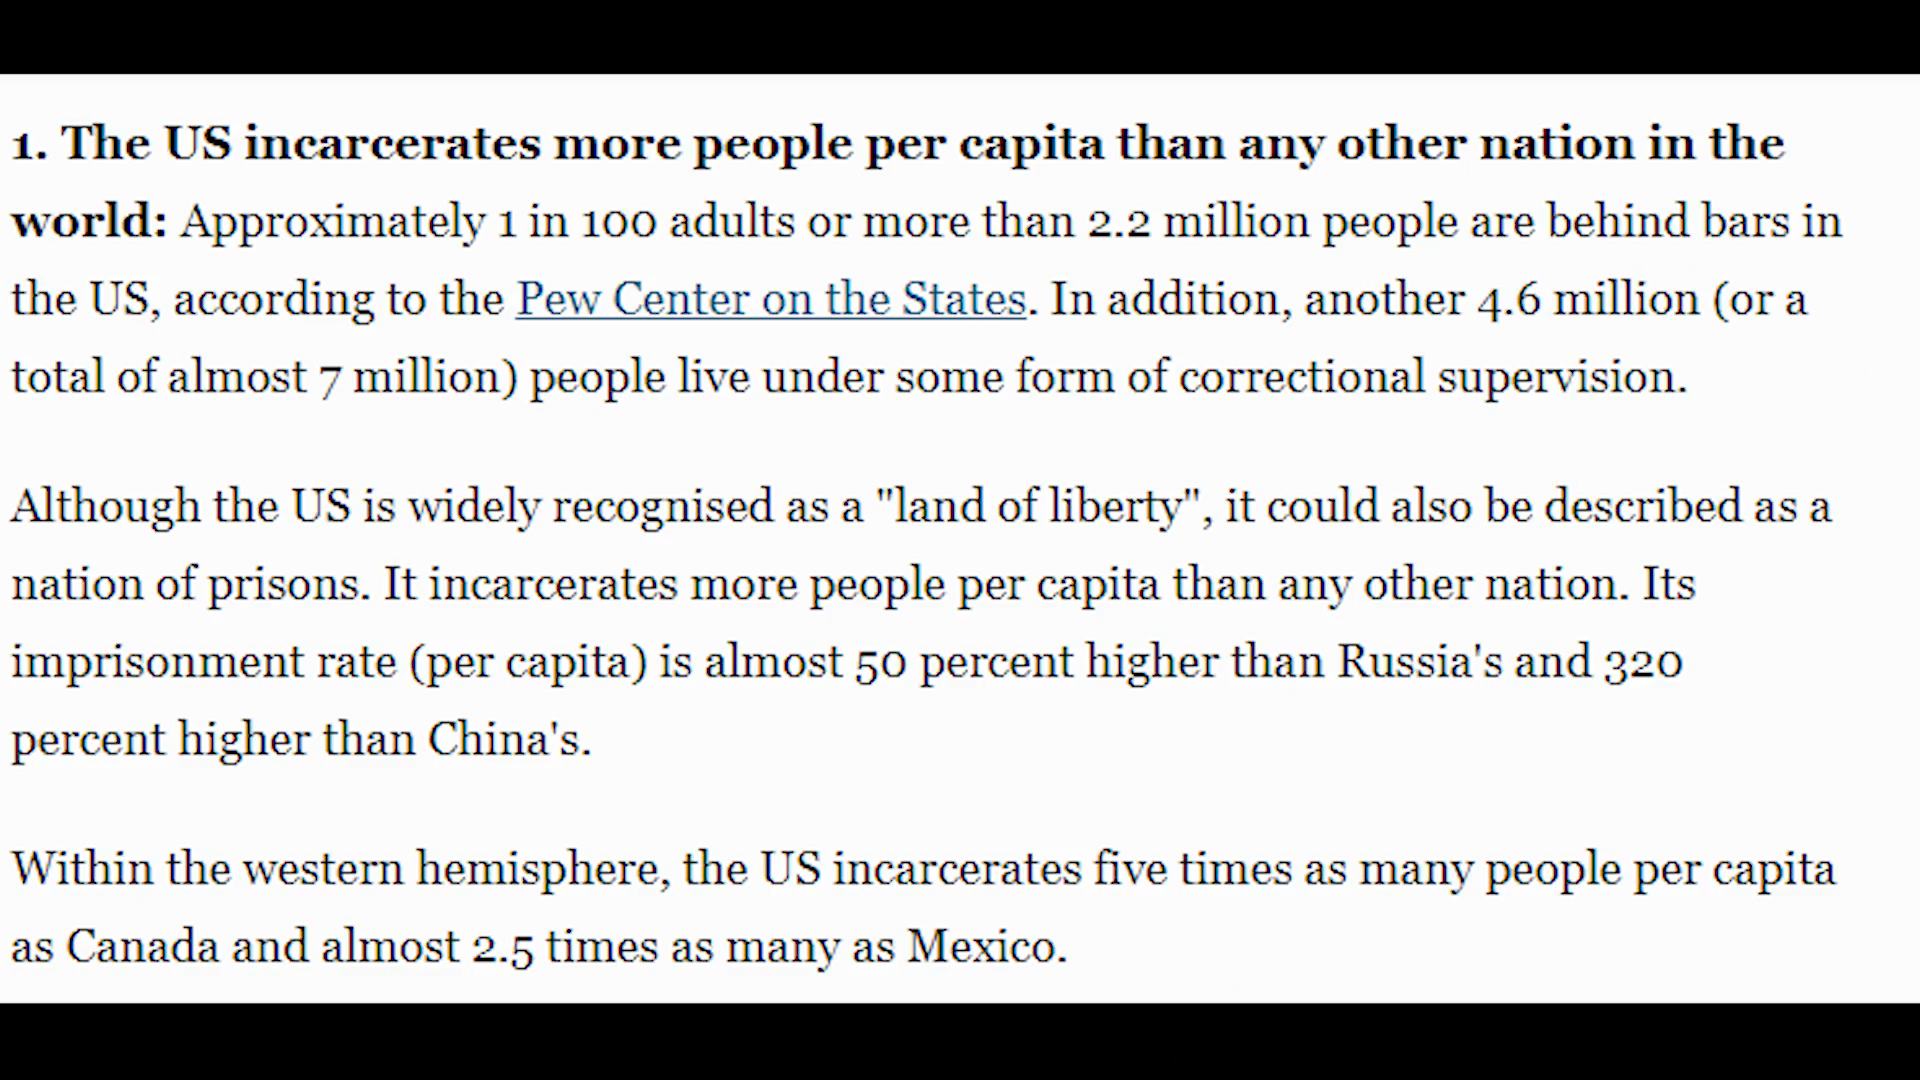 1. The US incarcerates more people per capita than any other nation in the
world: Approximately 1 in 100 adults or more than 2.2 million people are behind bars in
the US, according to the Pew Center on the States. In addition, another 4.6 million (or a
total of almost 7 million) people live under some form of correctional supervision.
Although the US is widely recognised as a "land of liberty", it could also be described as a
nation of prisons. It incarcerates more people per capita than any other nation. Its
imprisonment rate (per capita) is almost 50 percent higher than Russia's and 320
percent higher than China's.
Within the western hemisphere, the US incarcerates five times as many people per capita
as Canada and almost 2.5 times as many as Mexico.